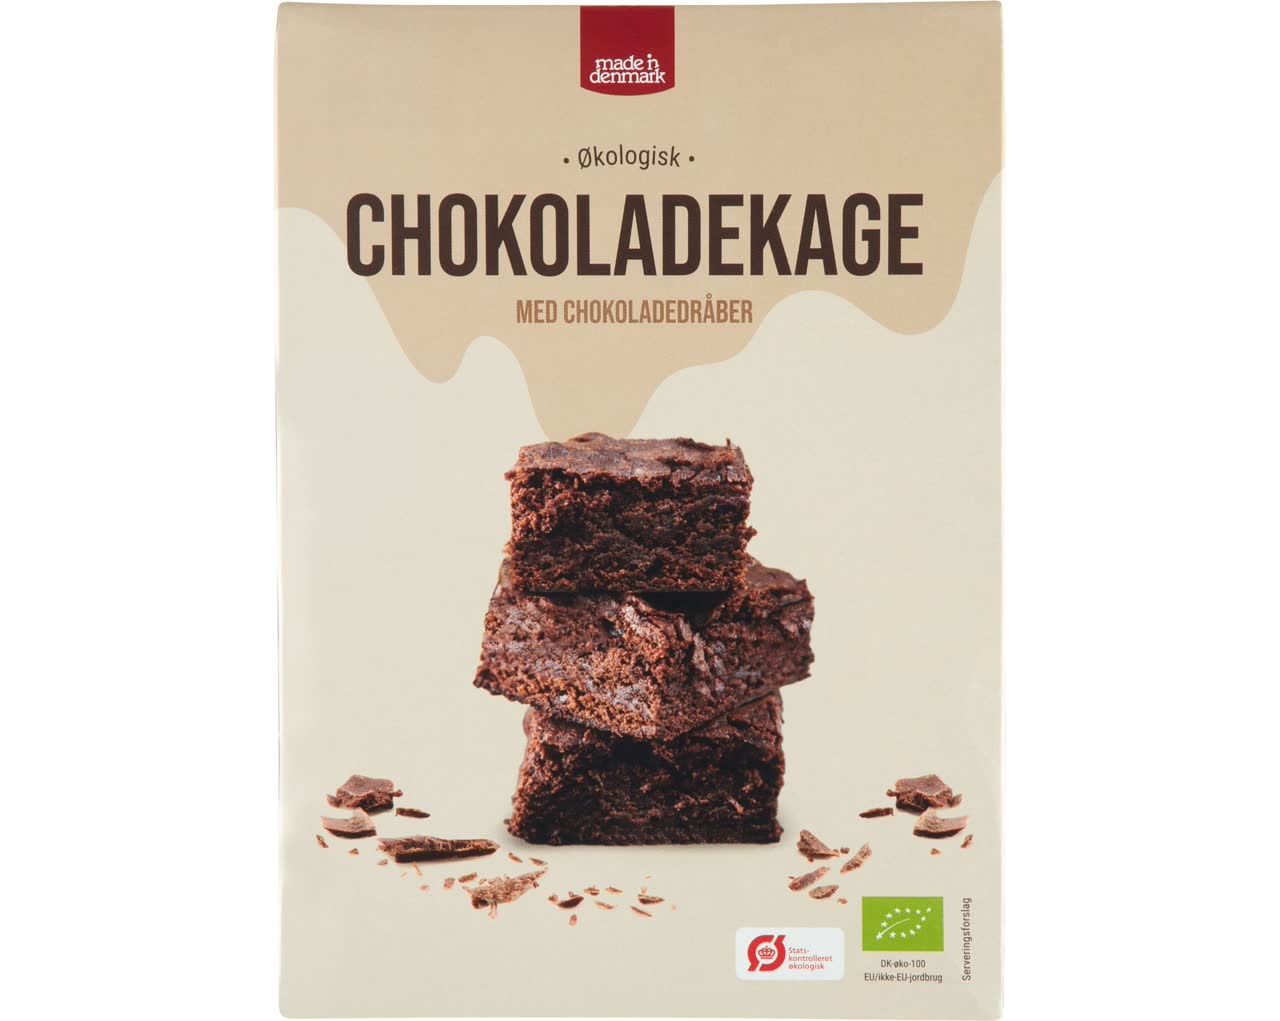 made in
denmark
• Økologisk •
CHOKOLADEKAGE
MED CHOKOLADEDRÅBER
Stats-
kontrolleret
økologisk
DK-øko-100
EU/ikke-EU-jordbrug
Serveringsforslag